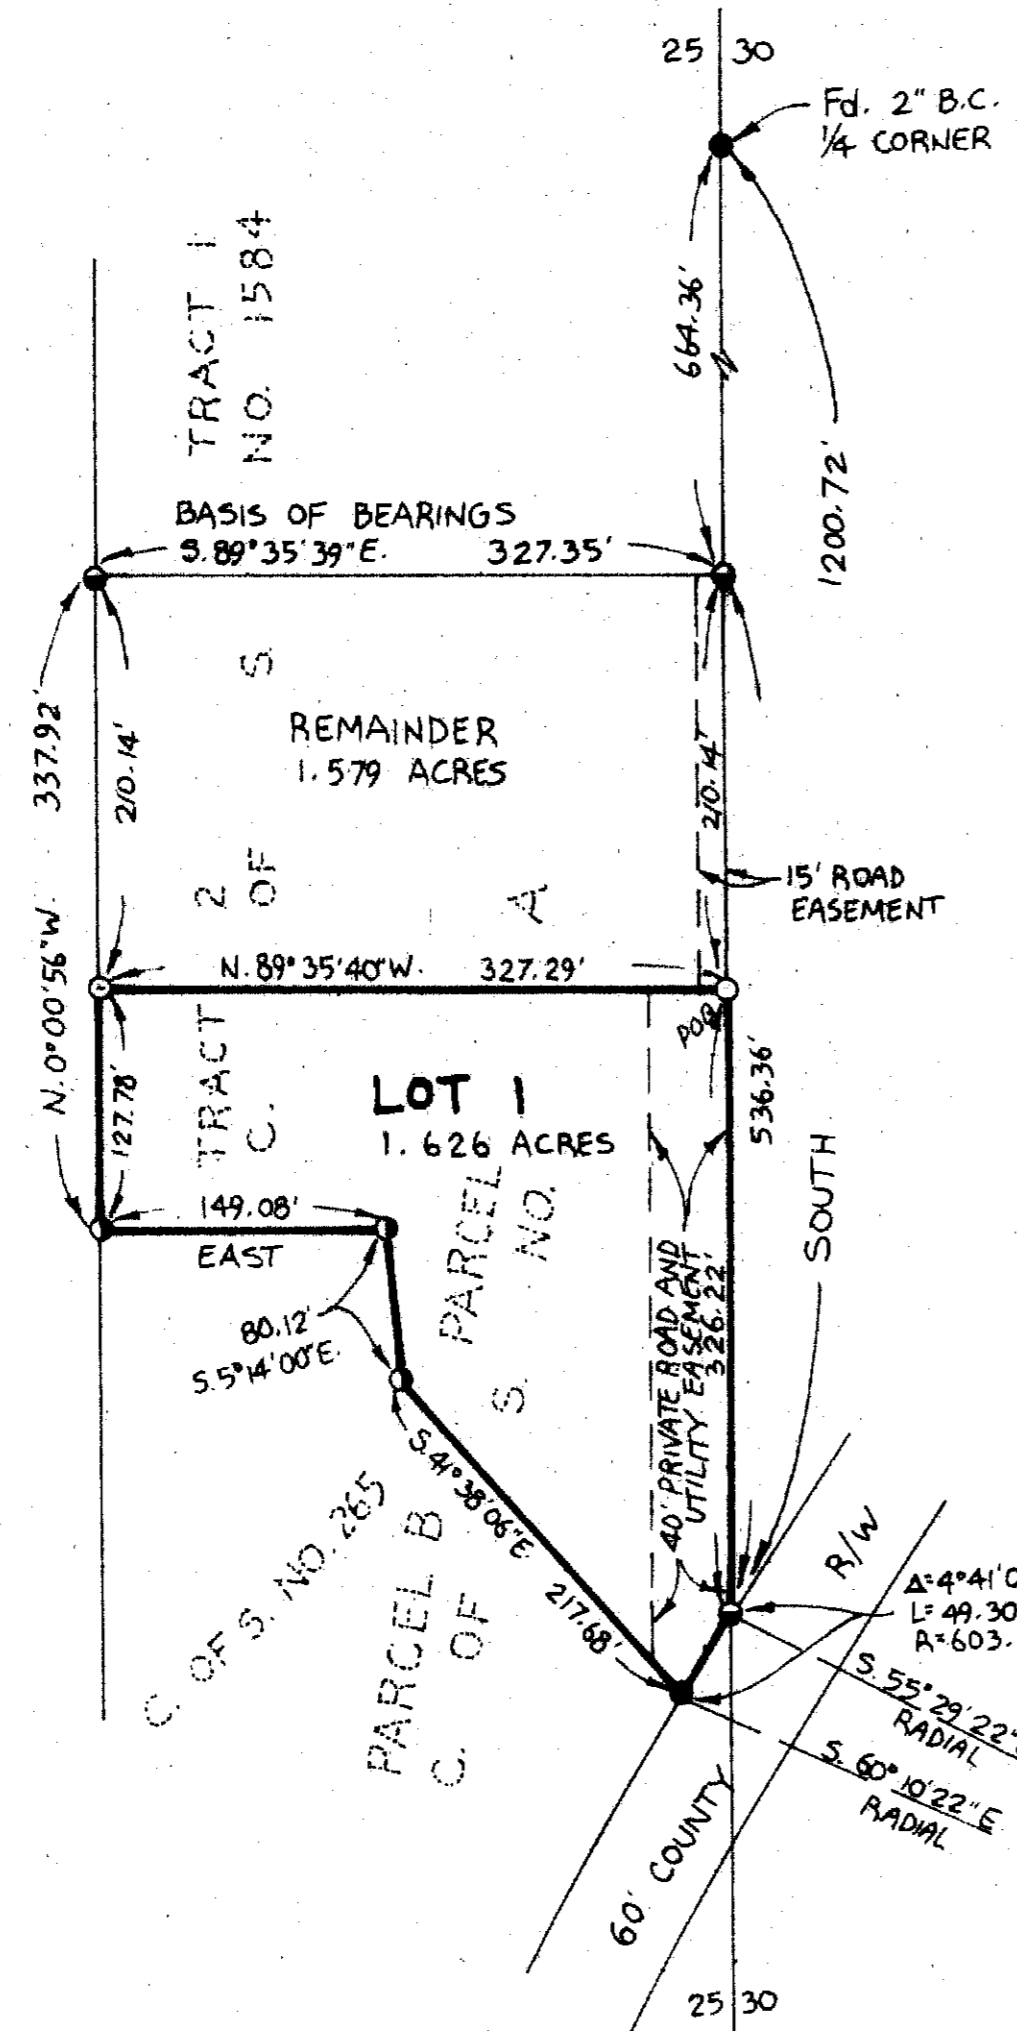 25 30
Fd. 2" B.C.
1/4 CORNER
TRACT 1
NO. 1584
664.36'
1200.72'
BASIS OF BEARINGS
S.89°35'39"E. 327.35'
337.92'
N.0°00'56"W.
210.14'
S.
REMAINDER
1.579 ACRES
210.14'
15' ROAD
EASEMENT
2
OF
A
N.89°35'40"W. 327.29'
POB
TRACT
C.
127.78'
LOT 1
1.626 ACRES
536.36'
SOUTH
149.08'
EAST
PARCEL
S. NO.
80.12'
S.5°14'00"E.
40' PRIVATE ROAD AND
UTILITY EASEMENT
326.22'
S.41°38'06"E
217.68'
C. OF S. NO. 265
PARCEL B
C. OF S.
R/W
Δ=4°41'0
L=49.30
R=603.
S.55°29'22"
RADIAL
S.60°10'22"E
RADIAL
60' COUNTY
25 30